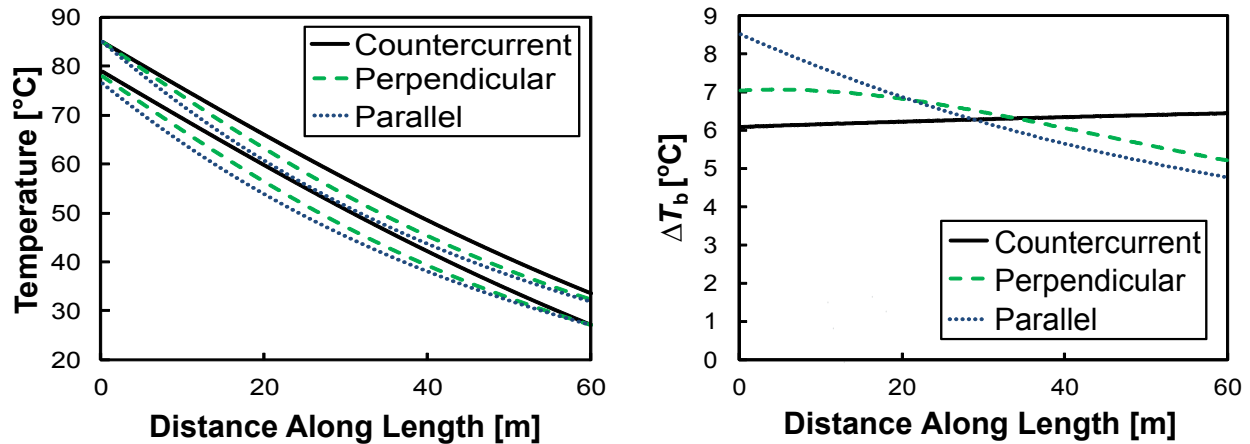 90
80
70
60
50
40
30
20
0
20
40
60
Temperature [°C]
Distance Along Length [m]
Countercurrent
Perpendicular
Parallel
9
8
7
6
5
4
3
2
1
0
0
20
40
60
ΔTb [°C]
Distance Along Length [m]
Countercurrent
Perpendicular
Parallel